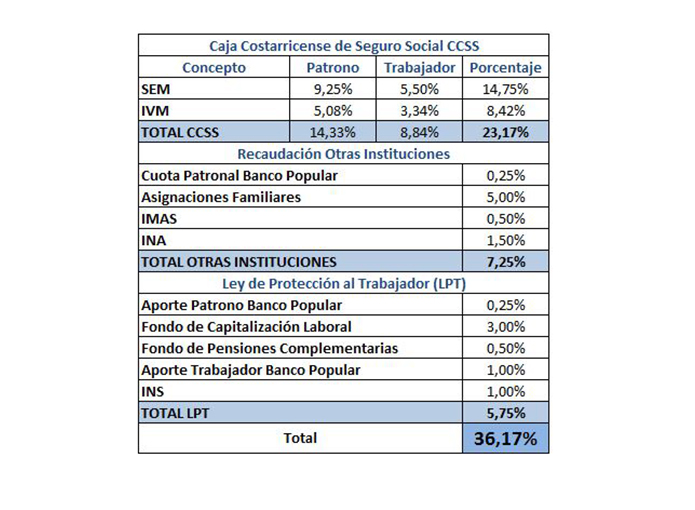 Caja Costarricense de Seguro Social CCSS
Concepto Patrono Trabajador Porcentaje
SEM 9,25% 5,50% 14,75%
IVM 5,08% 3,34% 8,42%
TOTAL CCSS 14,33% 8,84% 23,17%
Recaudación Otras Instituciones
Cuota Patronal Banco Popular 0,25%
Asignaciones Familiares 5,00%
IMAS 0,50%
INA 1,50%
TOTAL OTRAS INSTITUCIONES 7,25%
Ley de Protección al Trabajador (LPT)
Aporte Patrono Banco Popular 0,25%
Fondo de Capitalización Laboral 3,00%
Fondo de Pensiones Complementarias 0,50%
Aporte Trabajador Banco Popular 1,00%
INS 1,00%
TOTAL LPT 5,75%
Total 36,17%